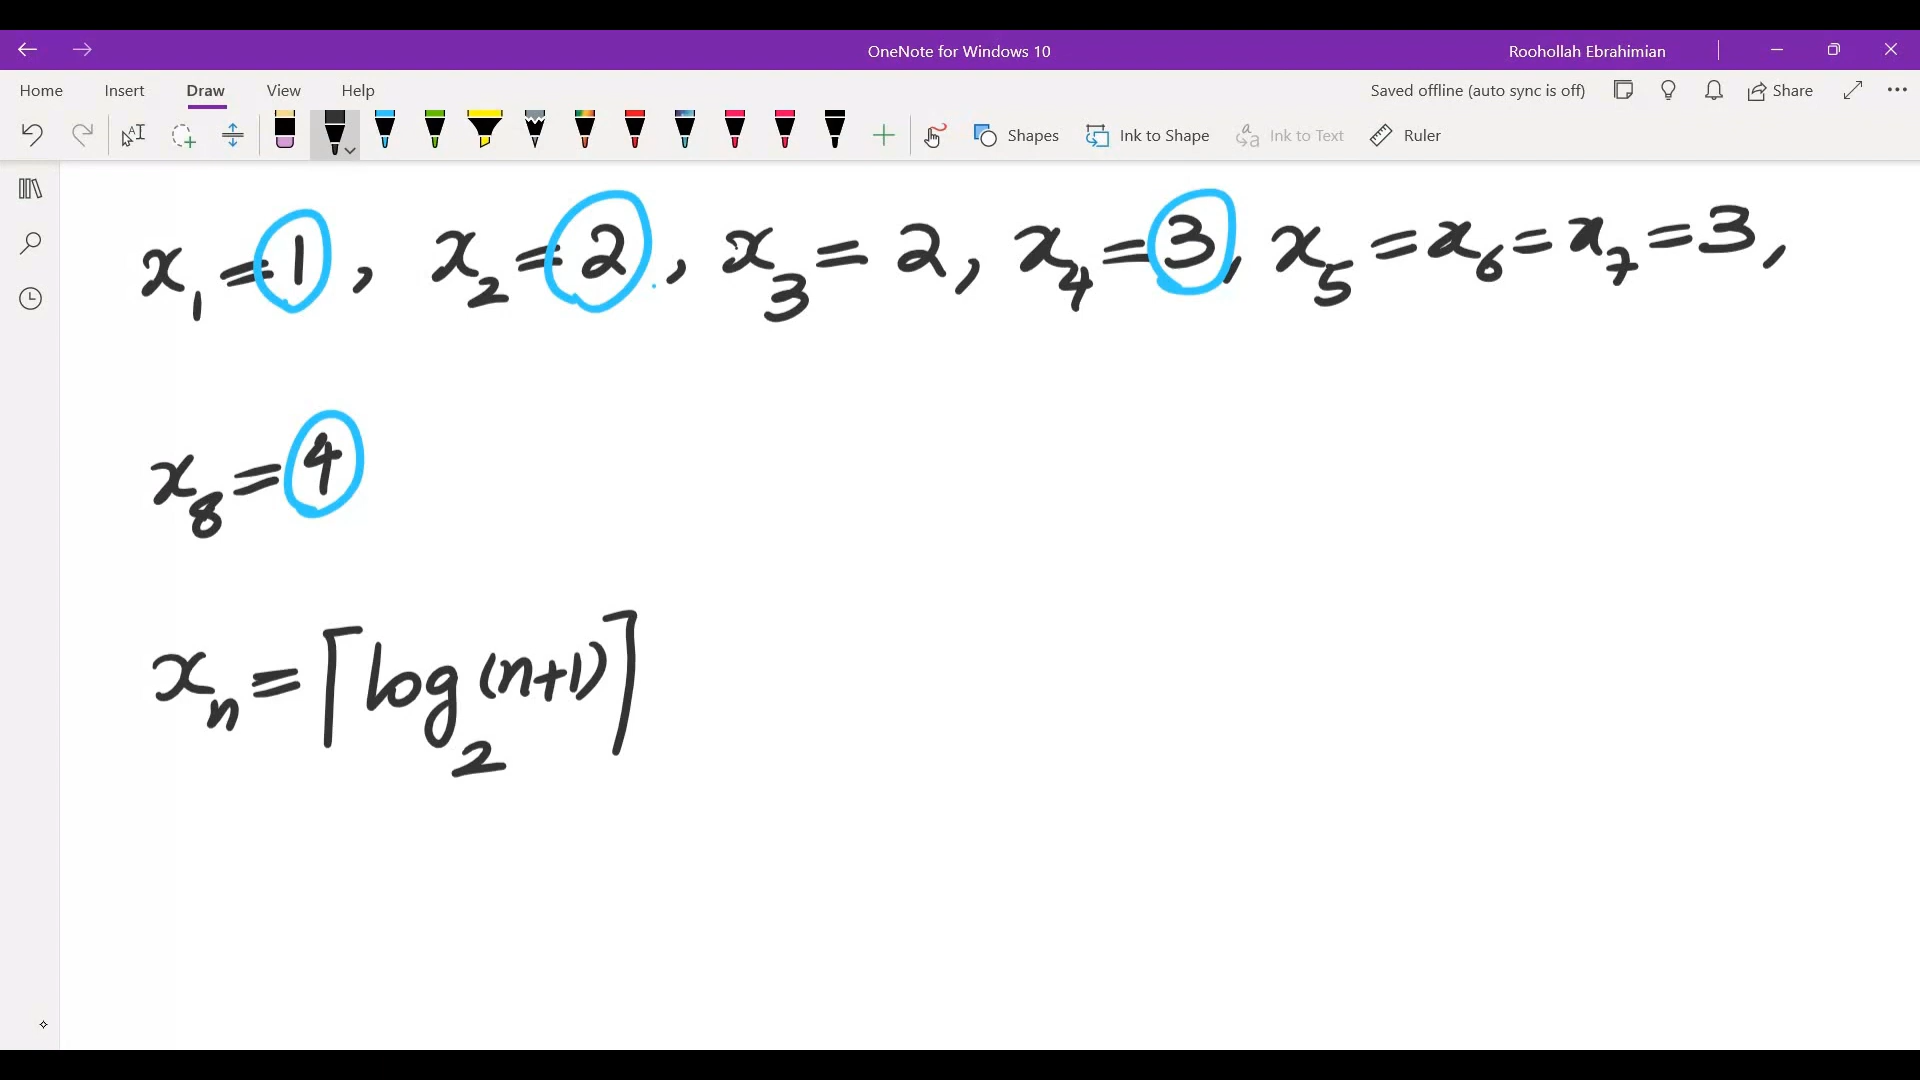 OneNote for Windows 10 Roohollah Ebrahimian
Home Insert Draw View Help Saved offline (auto sync is off) Share
Shapes Ink to Shape Ink to Text Ruler
x₁ = 1, x₂ = 2, x₃ = 2, x₄ = 3, x₅ = x₆ = x₇ = 3,
x₈ = 4
xₙ = ⌈log₂(n+1)⌉